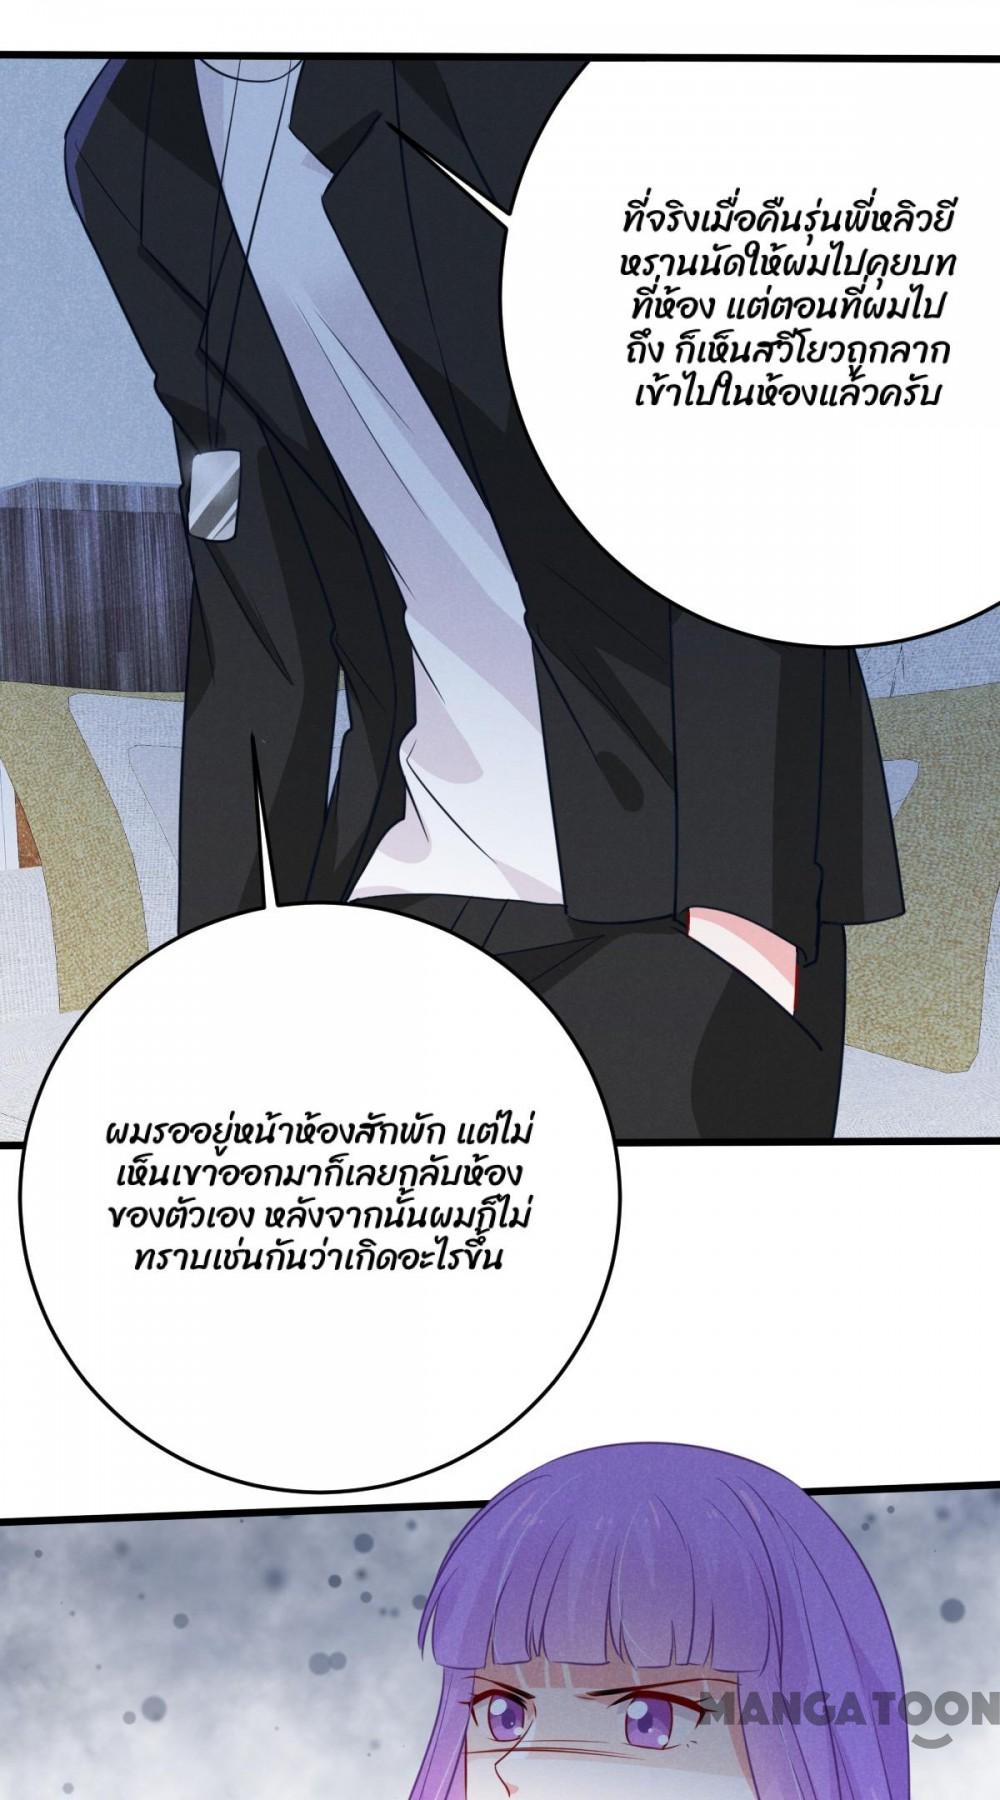 ที่จริงเมื่อคืนรุ่นพี่หลิวยี
หรานนัดให้ผมไปคุยบท
ที่ห้อง แต่ตอนที่ผมไป
ถึง ก็เห็นสวีโยวถูกลาก
เข้าไปในห้องแล้วครับ
ผมรออยู่หน้าห้องสักพัก แต่ไม่
เห็นเขาออกมาก็เลยกลับห้อง
ของตัวเอง หลังจากนั้นผมก็ไม่
ทราบเช่นกันว่าเกิดอะไรขึ้น
MANGATOON